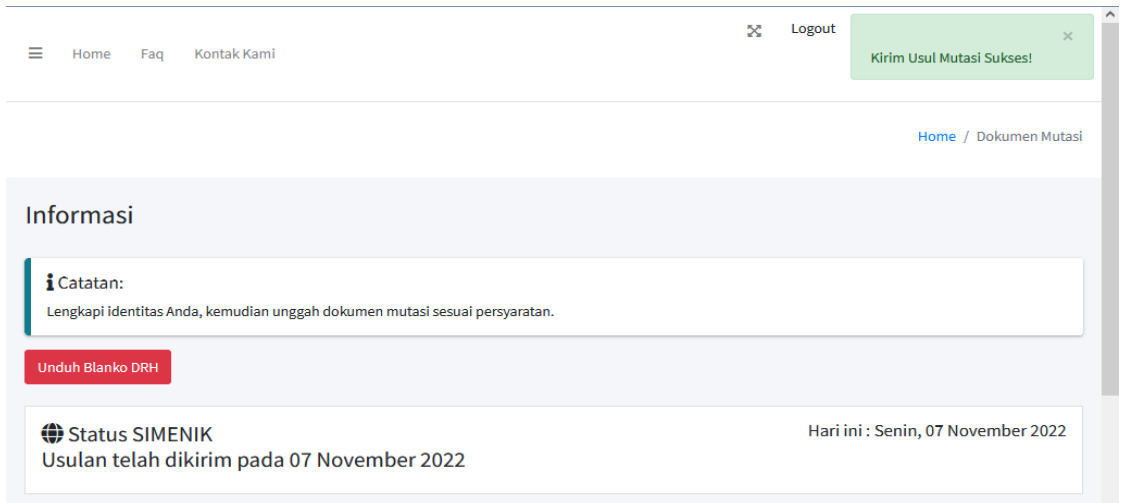 Home Faq Kontak Kami Logout
×
Kirim Usul Mutasi Sukses!
Home / Dokumen Mutasi
Informasi
Catatan:
Lengkapi identitas Anda, kemudian unggah dokumen mutasi sesuai persyaratan.
Unduh Blanko DRH
Status SIMENIK
Hari ini : Senin, 07 November 2022
Usulan telah dikirim pada 07 November 2022